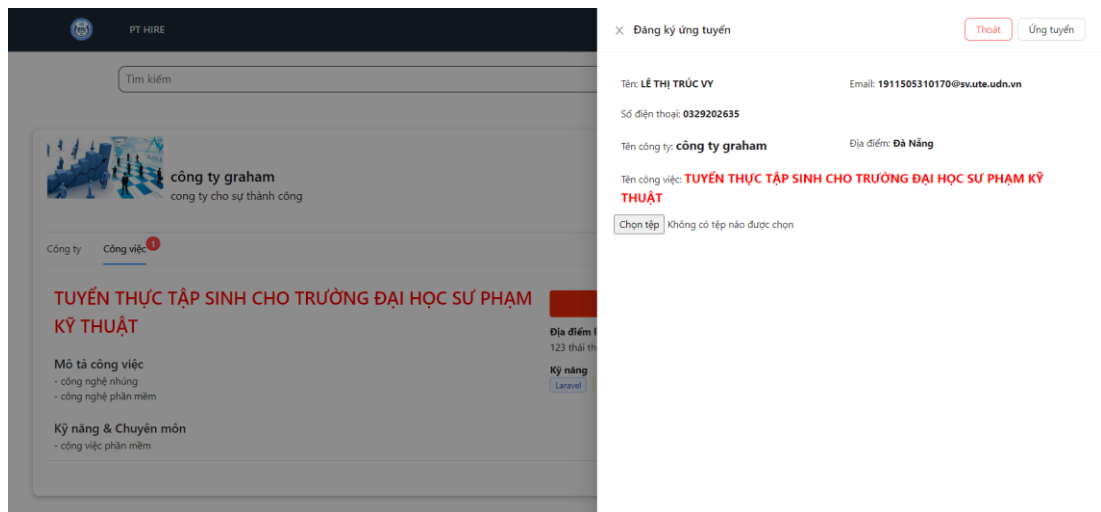 PT HIRE
Tìm kiếm
công ty graham
cong ty cho sự thành công
Công ty
Công việc
1
TUYỂN THỰC TẬP SINH CHO TRƯỜNG ĐẠI HỌC SƯ PHẠM
KỸ THUẬT
Mô tả công việc
- công nghệ nhúng
- công nghệ phần mềm
Kỹ năng & Chuyên môn
- công việc phần mềm
Địa điểm
123 thái
Kỹ năng
Laravel
Đăng ký ứng tuyển
Thoát
Ứng tuyển
Tên: LÊ THỊ TRÚC VY
Email: 1911505310170@sv.ute.udn.vn
Số điện thoại: 0329202635
Tên công ty: công ty graham
Địa điểm: Đà Nẵng
Tên công việc: TUYỂN THỰC TẬP SINH CHO TRƯỜNG ĐẠI HỌC SƯ PHẠM KỸ
THUẬT
Chọn tệp Không có tệp nào được chọn